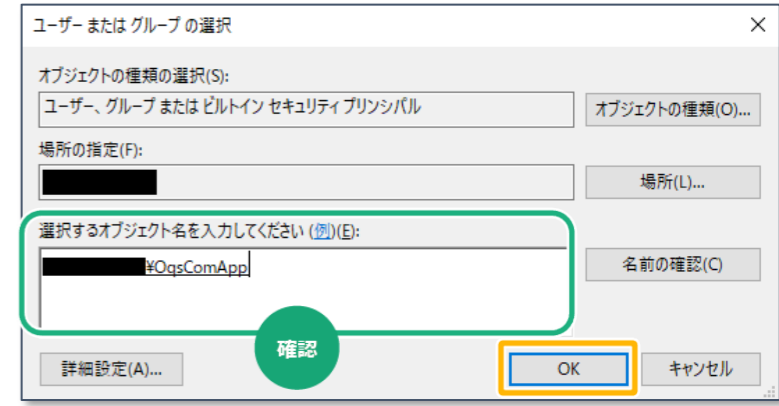 ユーザー または グループ の選択
オブジェクトの種類の選択(S):
ユーザー、グループ または ビルトイン セキュリティ プリンシパル
オブジェクトの種類(O)...
場所の指定(F):
場所(L)...
選択するオブジェクト名を入力してください (例)(E):
¥OqsComApp
名前の確認(C)
確認
詳細設定(A)...
OK
キャンセル